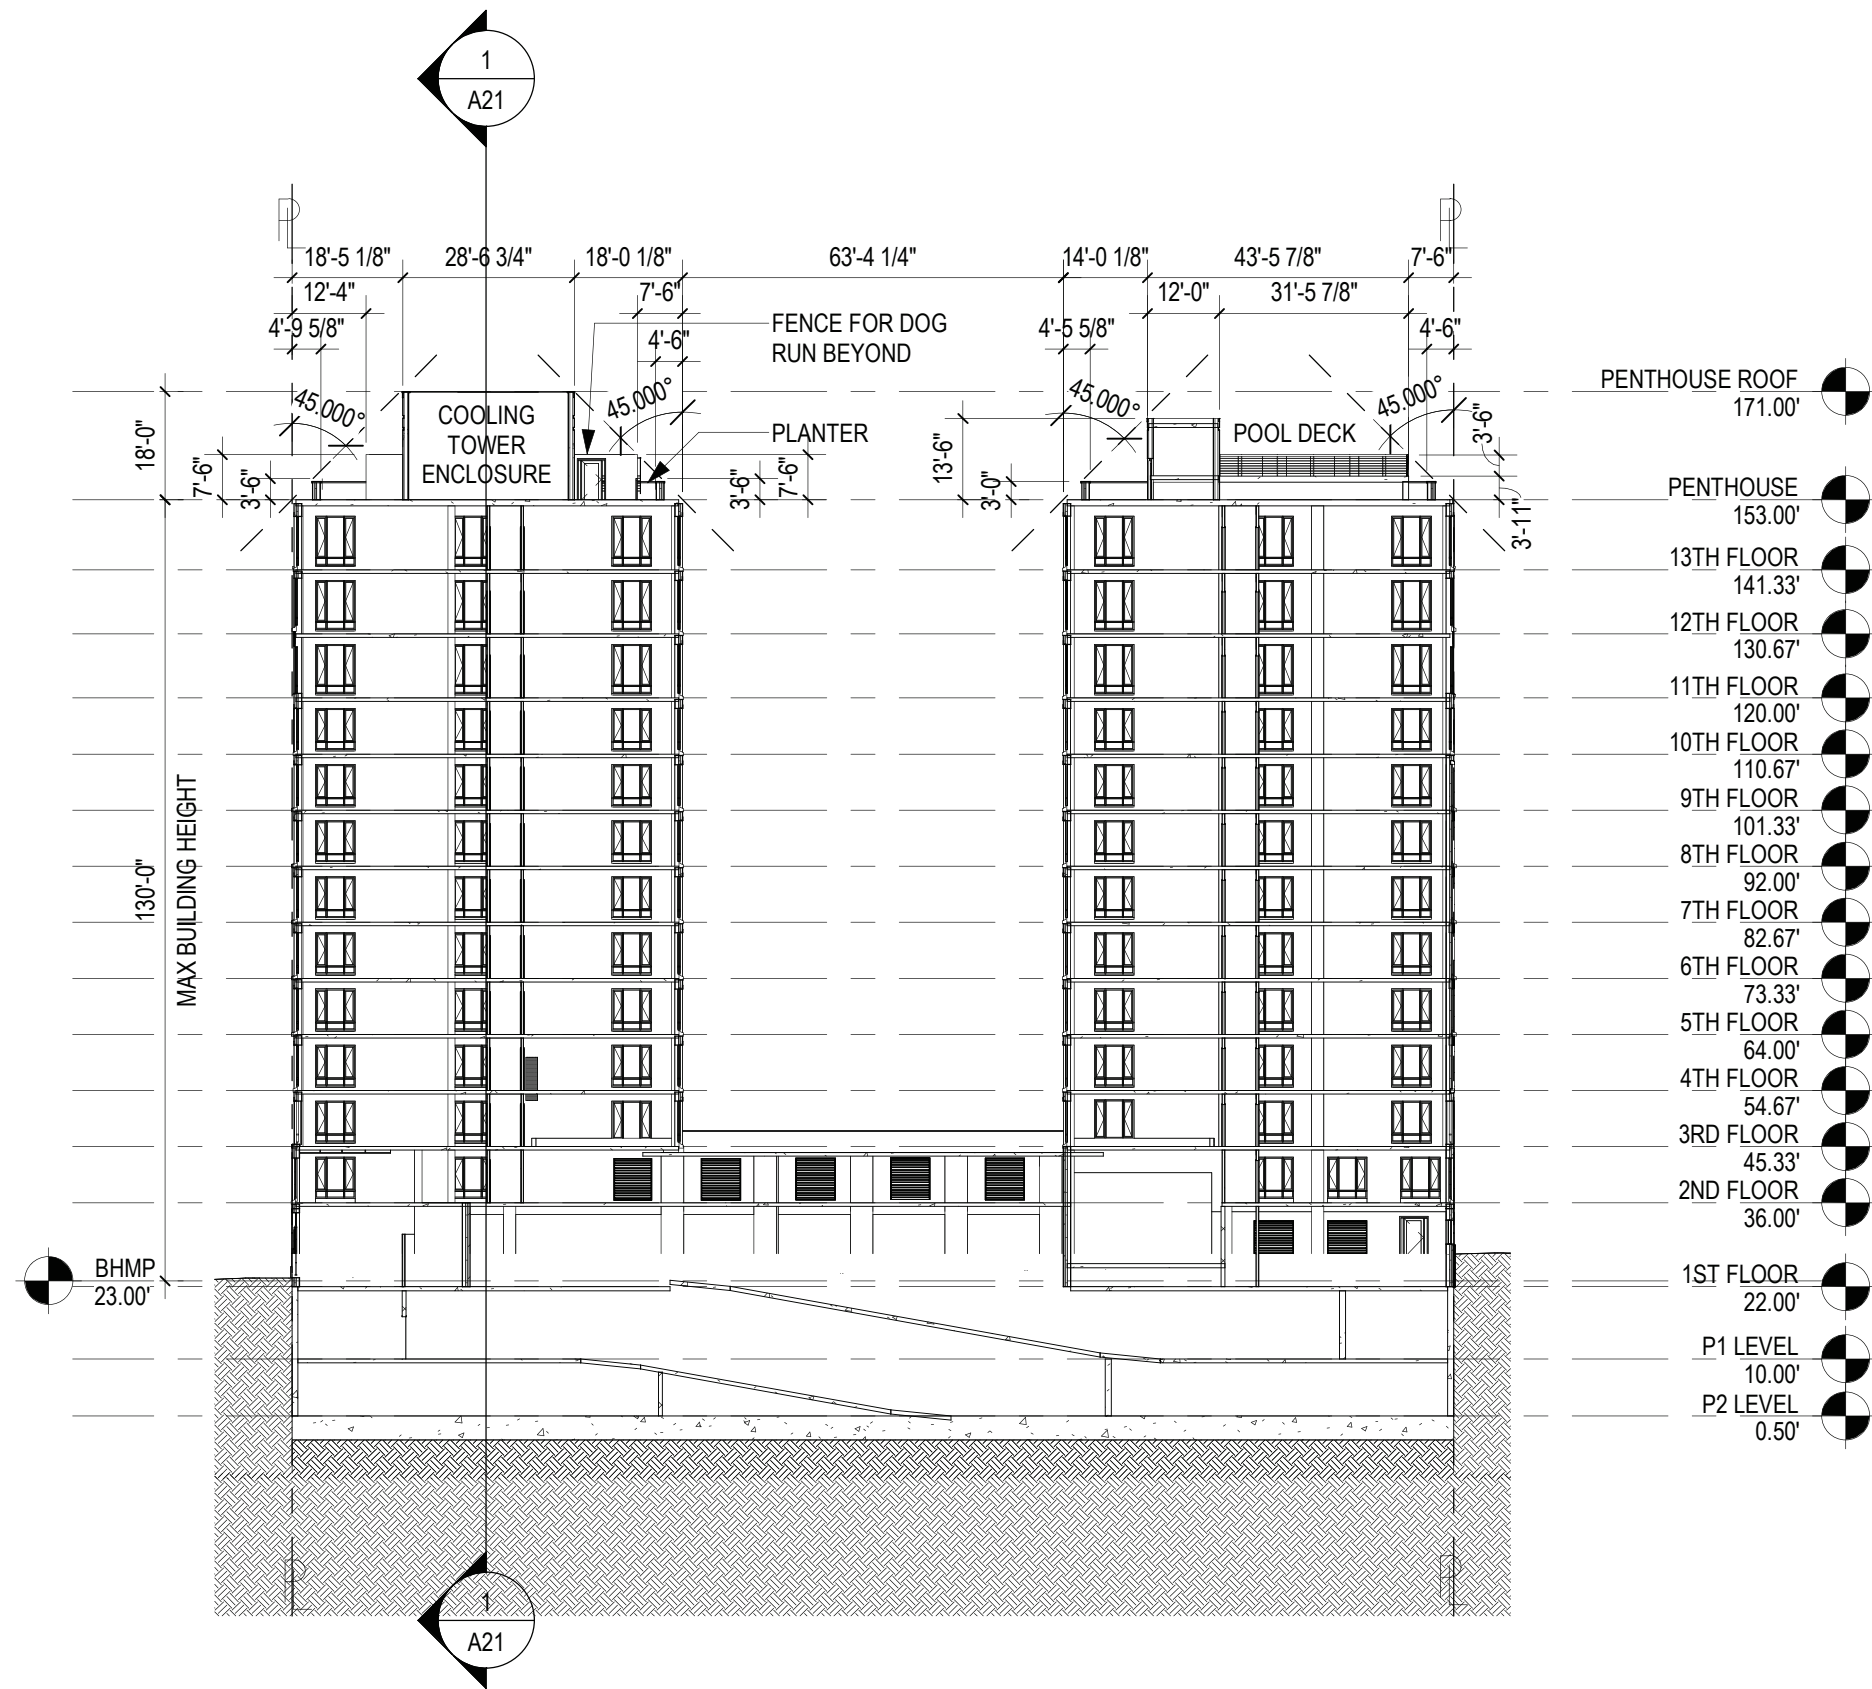 1
A21
PL
PL
18'-5 1/8"
28'-6 3/4"
18'-0 1/8"
63'-4 1/4"
14'-0 1/8"
43'-5 7/8"
7'-6"
12'-4"
7'-6"
12'-0"
31'-5 7/8"
4'-9 5/8"
4'-6"
4'-5 5/8"
4'-6"
FENCE FOR DOG
RUN BEYOND
45.000°
45.000°
45.000°
45.000°
COOLING
TOWER
ENCLOSURE
PLANTER
POOL DECK
18'-0"
7'-6"
3'-6"
3'-6"
7'-6"
13'-6"
3'-0"
3'-6"
3'-11"
130'-0"
MAX BUILDING HEIGHT
PENTHOUSE ROOF
171.00'
PENTHOUSE
153.00'
13TH FLOOR
141.33'
12TH FLOOR
130.67'
11TH FLOOR
120.00'
10TH FLOOR
110.67'
9TH FLOOR
101.33'
8TH FLOOR
92.00'
7TH FLOOR
82.67'
6TH FLOOR
73.33'
5TH FLOOR
64.00'
4TH FLOOR
54.67'
3RD FLOOR
45.33'
2ND FLOOR
36.00'
BHMP
23.00'
1ST FLOOR
22.00'
P1 LEVEL
10.00'
P2 LEVEL
0.50'
PL
PL
1
A21